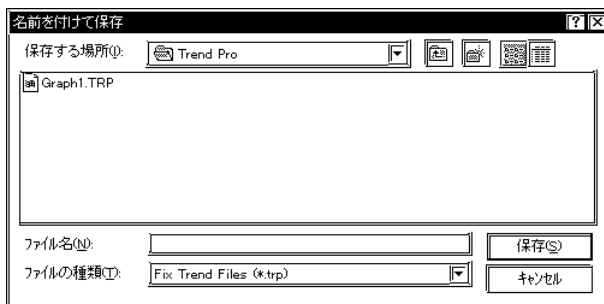 名前を付けて保存
保存する場所(I): Trend Pro
Graph1.TRP
ファイル名(N): 保存(S)
ファイルの種類(T): Fix Trend Files (*.trp) キャンセル